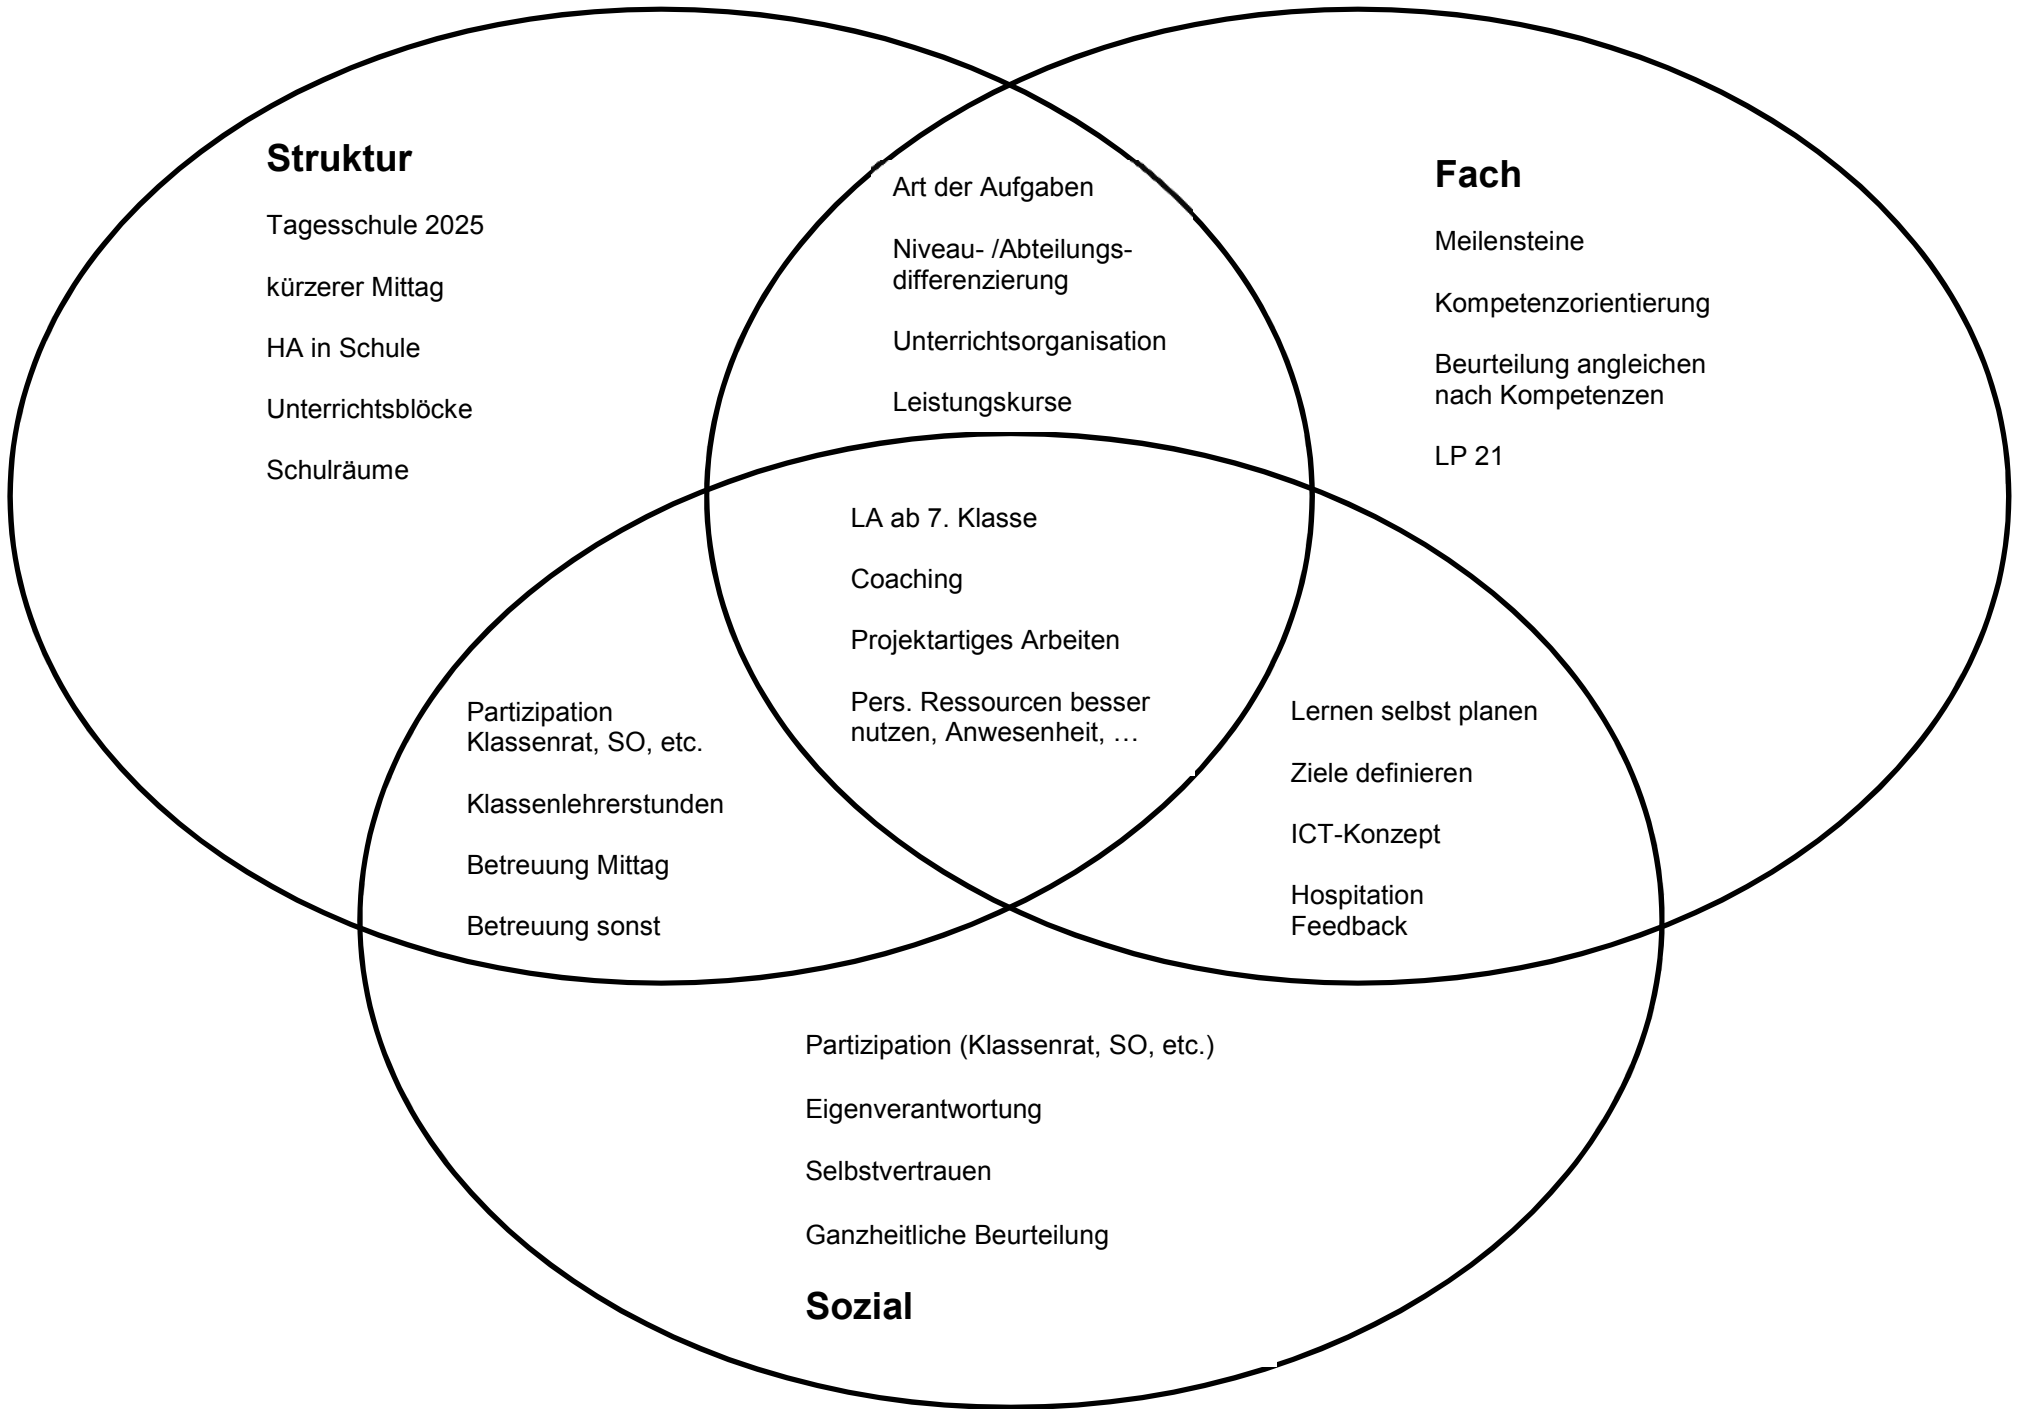 Struktur
Tagesschule 2025
kürzerer Mittag
HA in Schule
Unterrichtsblöcke
Schulräume
Art der Aufgaben
Niveau- /Abteilungs-
differenzierung
Unterrichtsorganisation
Leistungskurse
Fach
Meilensteine
Kompetenzorientierung
Beurteilung angleichen
nach Kompetenzen
LP 21
LA ab 7. Klasse
Coaching
Projektartiges Arbeiten
Pers. Ressourcen besser
nutzen, Anwesenheit, …
Partizipation
Klassenrat, SO, etc.
Klassenlehrerstunden
Betreuung Mittag
Betreuung sonst
Lernen selbst planen
Ziele definieren
ICT-Konzept
Hospitation
Feedback
Partizipation (Klassenrat, SO, etc.)
Eigenverantwortung
Selbstvertrauen
Ganzheitliche Beurteilung
Sozial